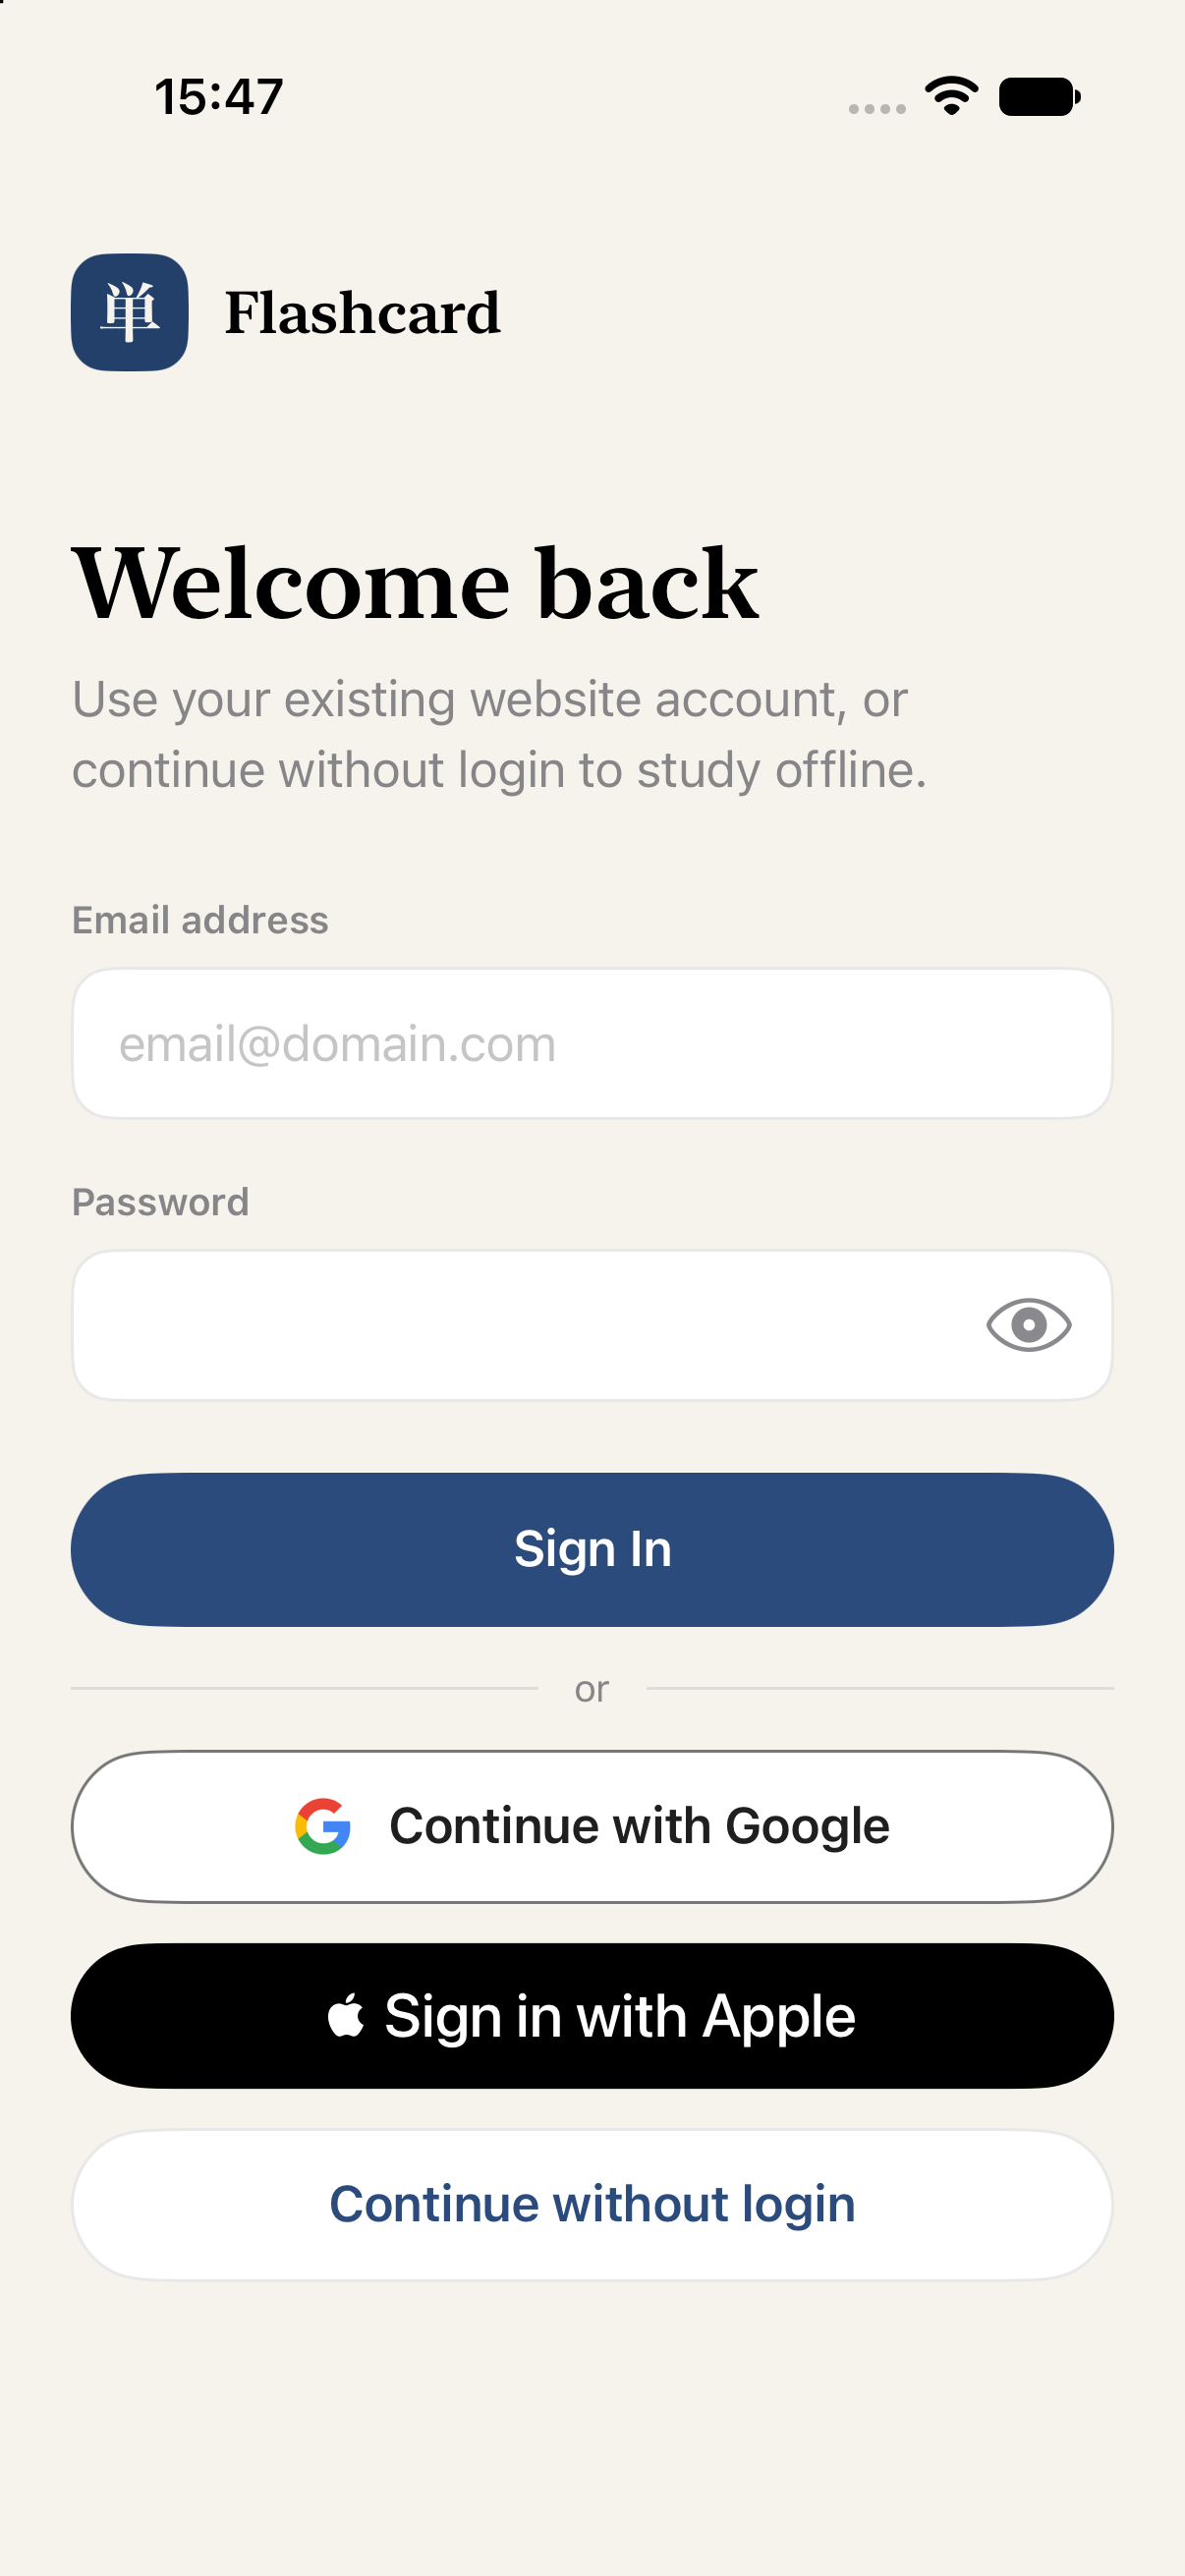 15:47
単 Flashcard
Welcome back
Use your existing website account, or
continue without login to study offline.
Email address
email@domain.com
Password
Sign In
or
Continue with Google
Sign in with Apple
Continue without login